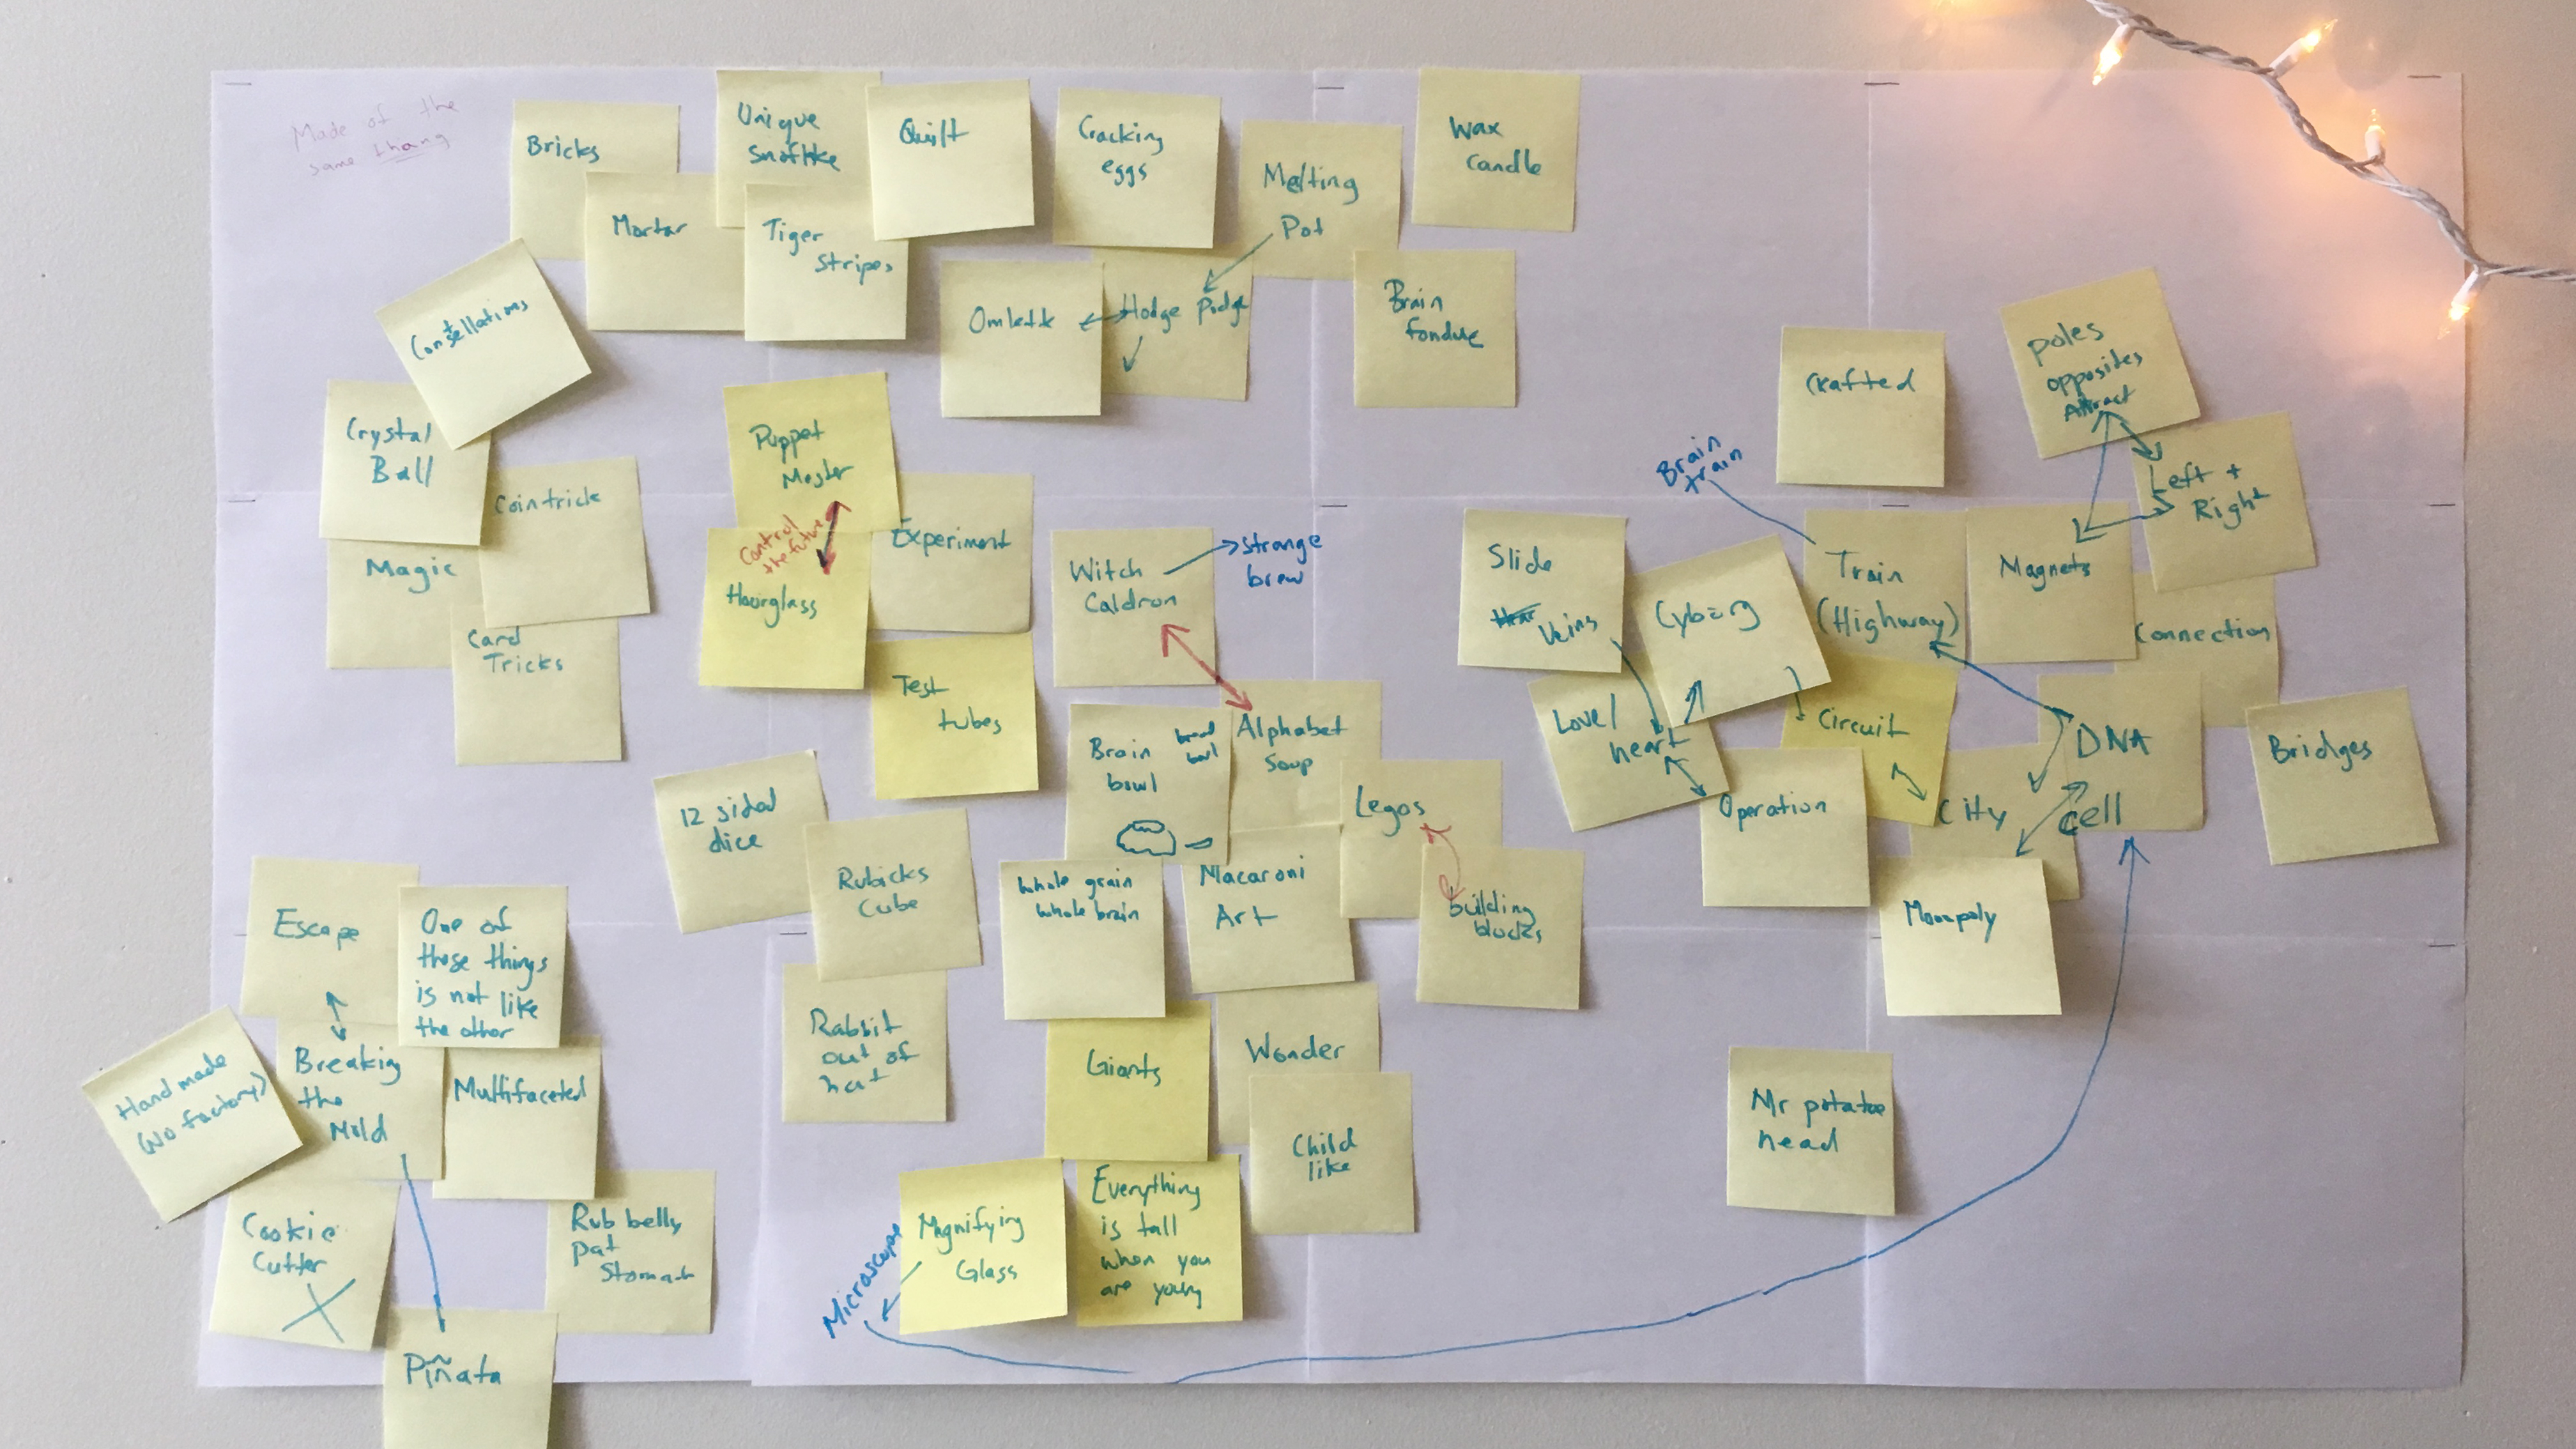 Made of the
same thang
Bricks
Mortar
Unique
Tiger
Stripes
Quilt
Cracking
eggs
Melting
Pot
Wax
Candle
Omlette
Hodge Podge
Brain
fondue
Constellations
Crystal
Ball
Cointrick
Magic
Card
Tricks
Puppet
Master
Control
the future
Hourglass
Experiment
Test
tubes
Witch
Caldron
strange
brew
Brain
bowl
bread
bowl
Alphabet
Soup
Legos
building
blocks
12 sided
dice
Rubicks
Cube
whole grain
whole brain
Macaroni
Art
Rabbit
out of
hat
Giants
Wonder
Child
like
Magnifying
Glass
Microscope
Everything
is tall
when you
are young
Escape
One of
these things
is not like
the other
Hand made
(No factory)
Breaking
the
Mold
Multifaceted
Cookie
Cutter
Rub belly
pat
Stomach
Piñata
Crafted
poles
opposites
Attract
Left +
Right
Brain
train
Slide
Veins
Cyborg
Train
(Highway)
Magnets
Connection
Love/
heart
Circuit
Operation
City
DNA
Cell
Bridges
Monopoly
Mr potatoe
head